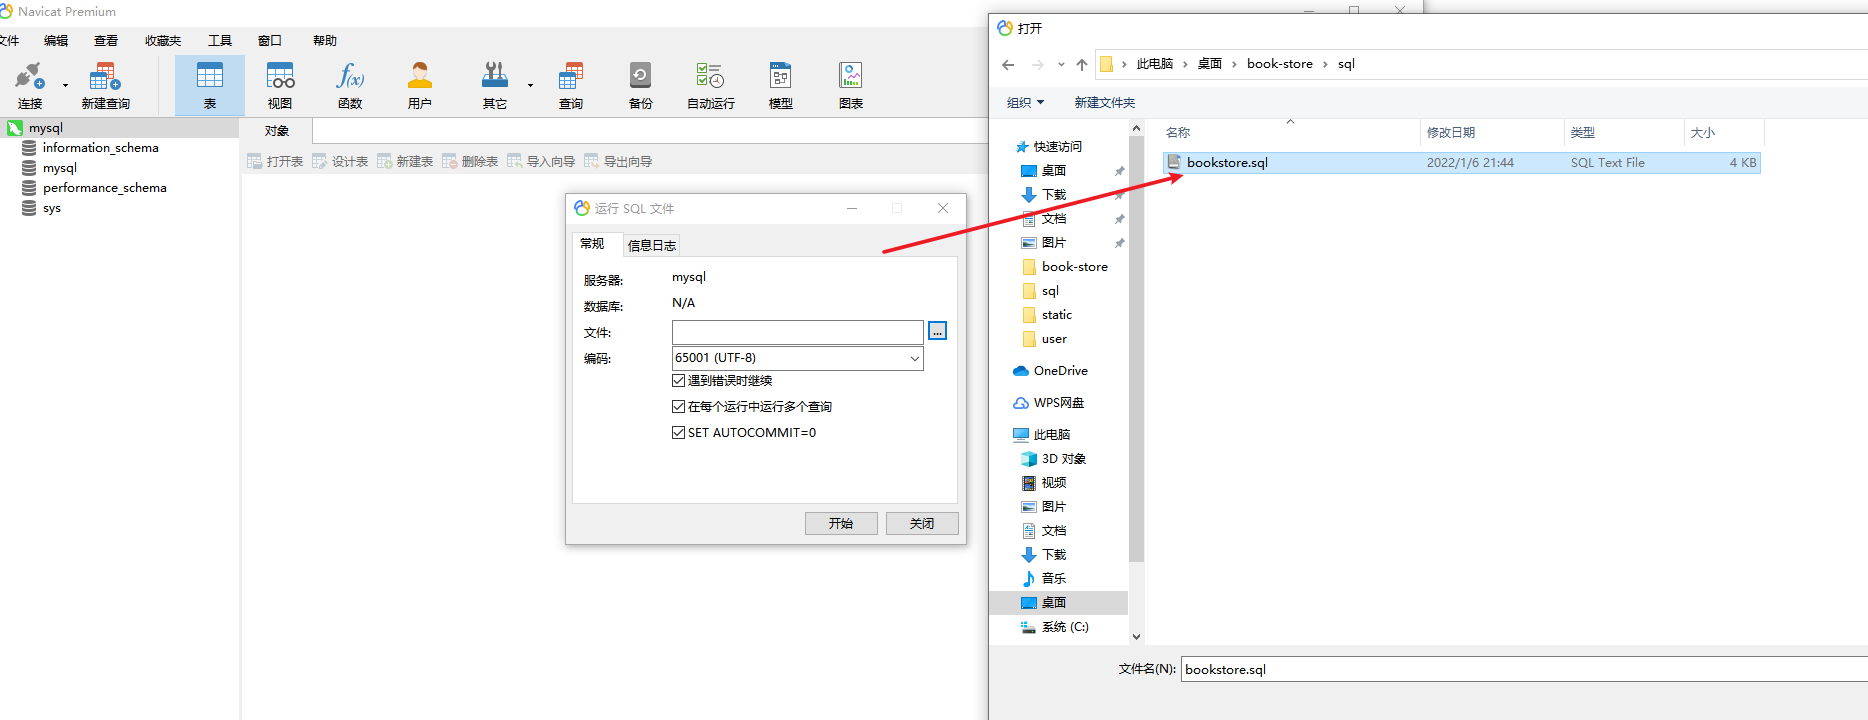 Navicat Premium
文件 编辑 查看 收藏夹 工具 窗口 帮助
连接 新建查询 表 视图 函数 用户 其它 查询 备份 自动运行 模型 图表
f(x)
mysql
information_schema
mysql
performance_schema
sys
对象
打开表 设计表 新建表 删除表 导入向导 导出向导
运行 SQL 文件
常规 信息日志
服务器: mysql
数据库: N/A
文件: ...
编码: 65001 (UTF-8)
遇到错误时继续
在每个运行中运行多个查询
SET AUTOCOMMIT=0
开始 关闭
打开
此电脑 桌面 book-store sql
组织 新建文件夹
快速访问
桌面
下载
文档
图片
book-store
sql
static
user
OneDrive
WPS网盘
此电脑
3D 对象
视频
图片
文档
下载
音乐
桌面
系统 (C:)
名称 修改日期 类型 大小
bookstore.sql 2022/1/6 21:44 SQL Text File 4 KB
文件名(N): bookstore.sql